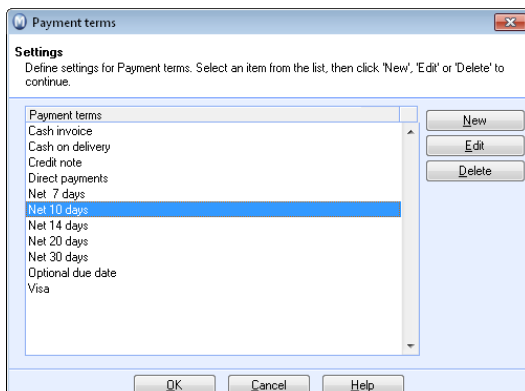 Payment terms
Settings
Define settings for Payment terms. Select an item from the list, then click 'New', 'Edit' or 'Delete' to
continue.
Payment terms
Cash invoice
Cash on delivery
Credit note
Direct payments
Net  7 days
Net 10 days
Net 14 days
Net 20 days
Net 30 days
Optional due date
Visa
New
Edit
Delete
OK
Cancel
Help